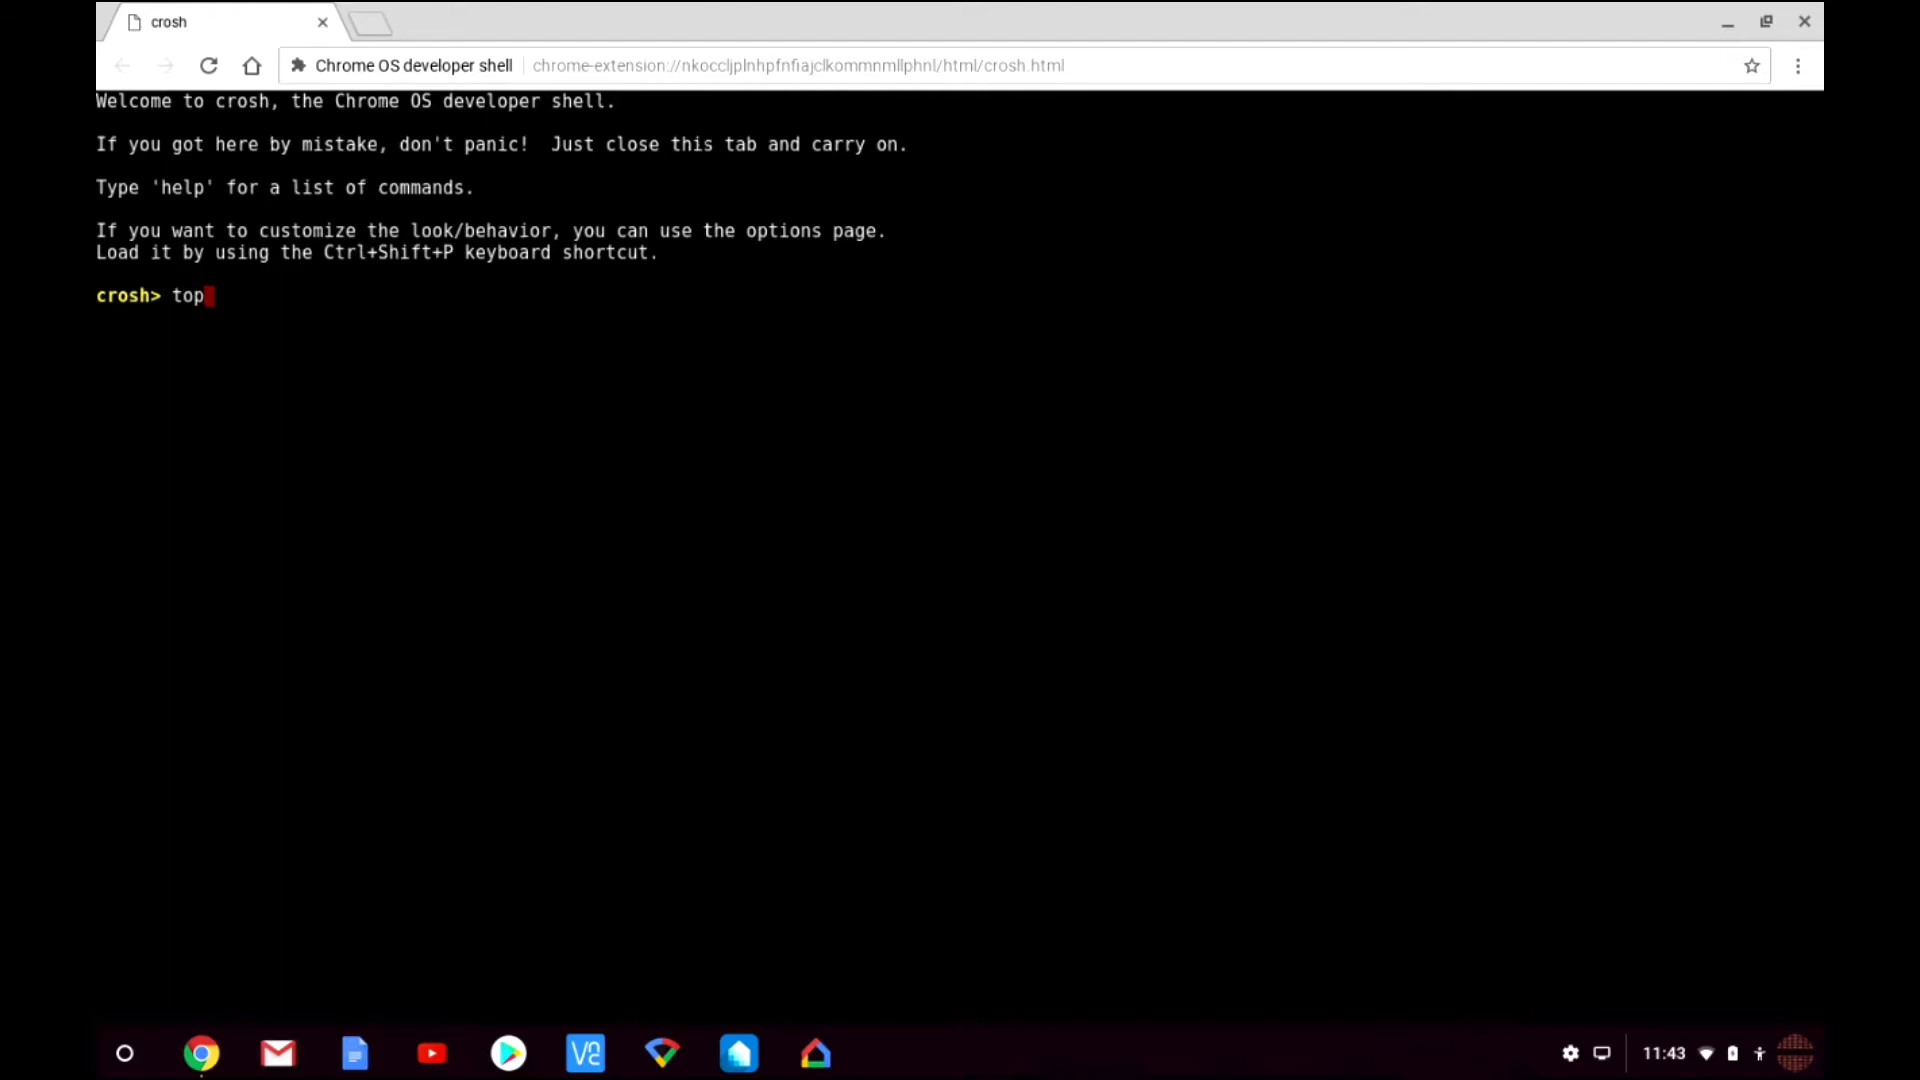 crosh
Chrome OS developer shell
chrome-extension://nkoccljplnhpfnfiajclkommnmllphnl/html/crosh.html
Welcome to crosh, the Chrome OS developer shell.
If you got here by mistake, don't panic!  Just close this tab and carry on.
Type 'help' for a list of commands.
If you want to customize the look/behavior, you can use the options page.
Load it by using the Ctrl+Shift+P keyboard shortcut.
crosh> top
11:43